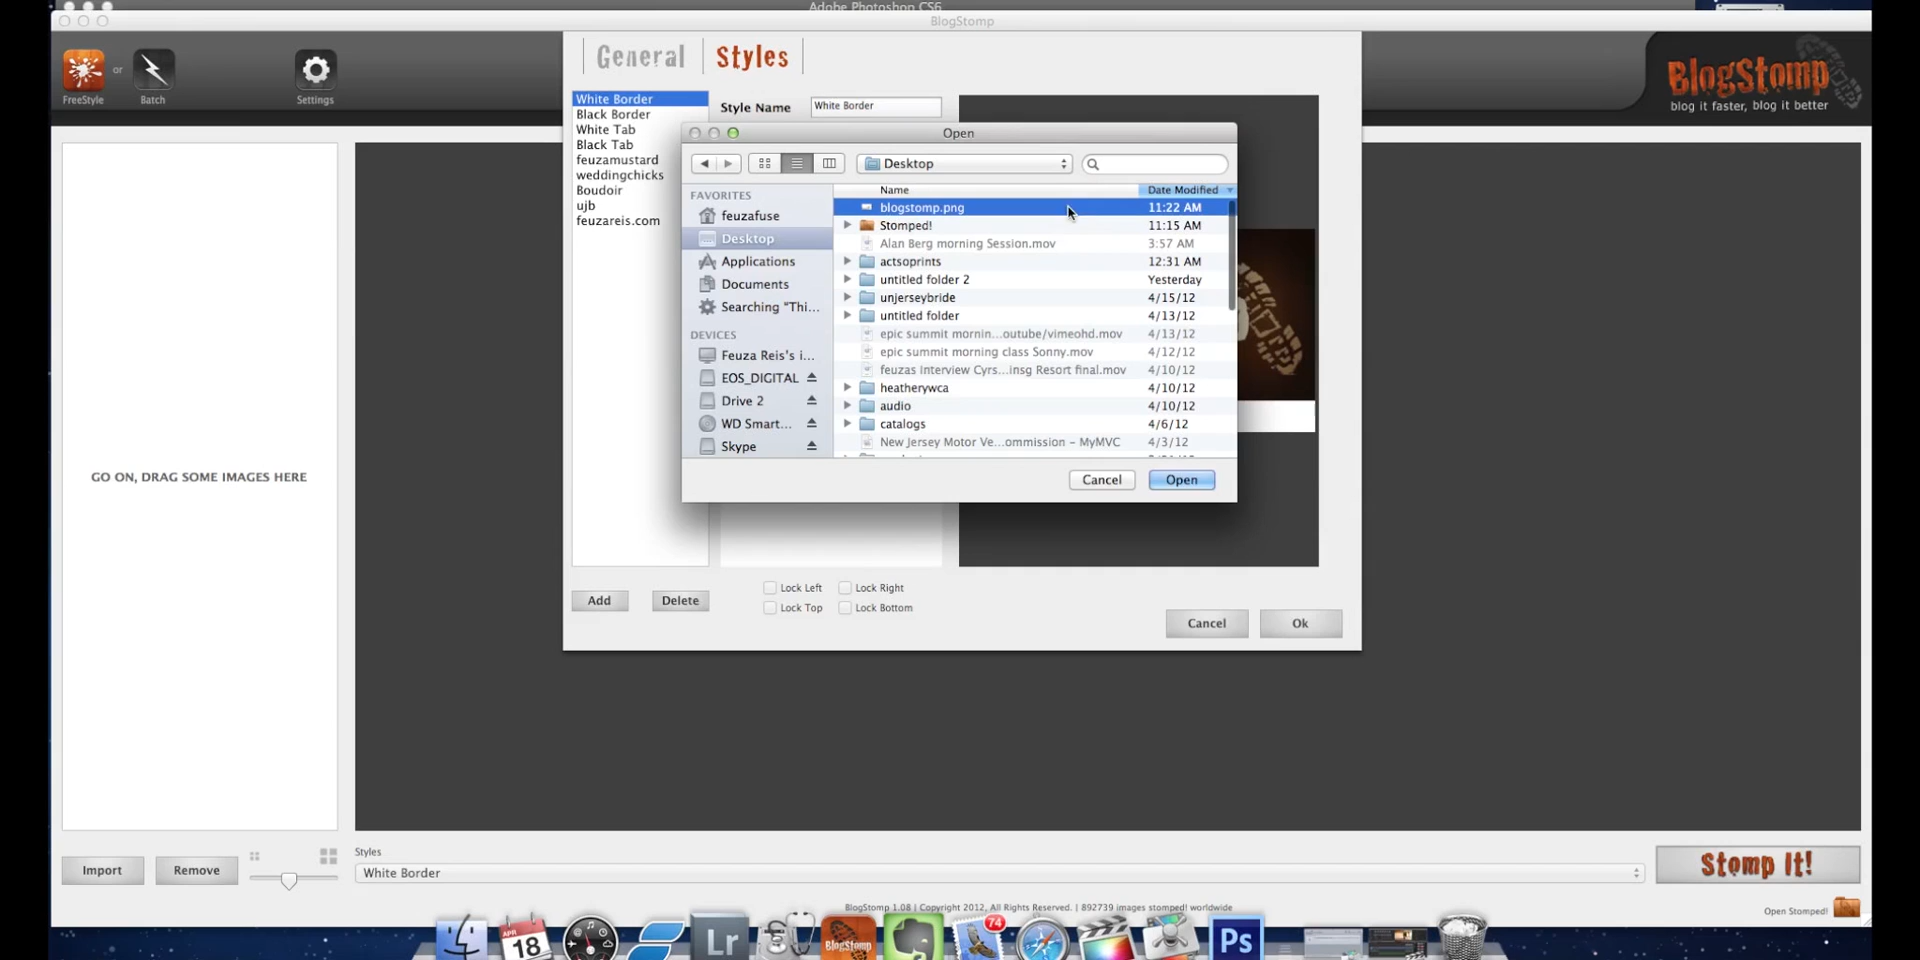 Adobe Photoshop CS6
BlogStomp
FreeStyle
or
Batch
Settings
General
Styles
BlogStomp
blog it faster, blog it better
White Border
Black Border
White Tab
Black Tab
feuzamustard
weddingchicks
Boudoir
ujb
feuzareis.com
Style Name
White Border
Open
Desktop
FAVORITES
feuzafuse
Desktop
Applications
Documents
Searching "Thi...
DEVICES
Feuza Reis's i...
EOS_DIGITAL
Drive 2
WD Smart...
Skype
Name Date Modified
blogstomp.png 11:22 AM
Stomped! 11:15 AM
Alan Berg morning Session.mov 3:57 AM
actsoprints 12:31 AM
untitled folder 2 Yesterday
unjerseybride 4/15/12
untitled folder 4/13/12
epic summit mornin...outube/vimeohd.mov 4/13/12
epic summit morning class Sonny.mov 4/12/12
feuzas Interview Cyrs...insg Resort final.mov 4/10/12
heatherywca 4/10/12
audio 4/10/12
catalogs 4/6/12
New Jersey Motor Ve...ommission - MyMVC 4/3/12
Cancel
Open
GO ON, DRAG SOME IMAGES HERE
Add
Delete
Lock Left
Lock Right
Lock Top
Lock Bottom
Cancel
Ok
Import
Remove
Styles
White Border
Stomp It!
BlogStomp 1.08 | Copyright 2012, All Rights Reserved. | 892739 images stomped! worldwide
Open Stomped!
APR
18
Lr
BlogStomp
74
Ps